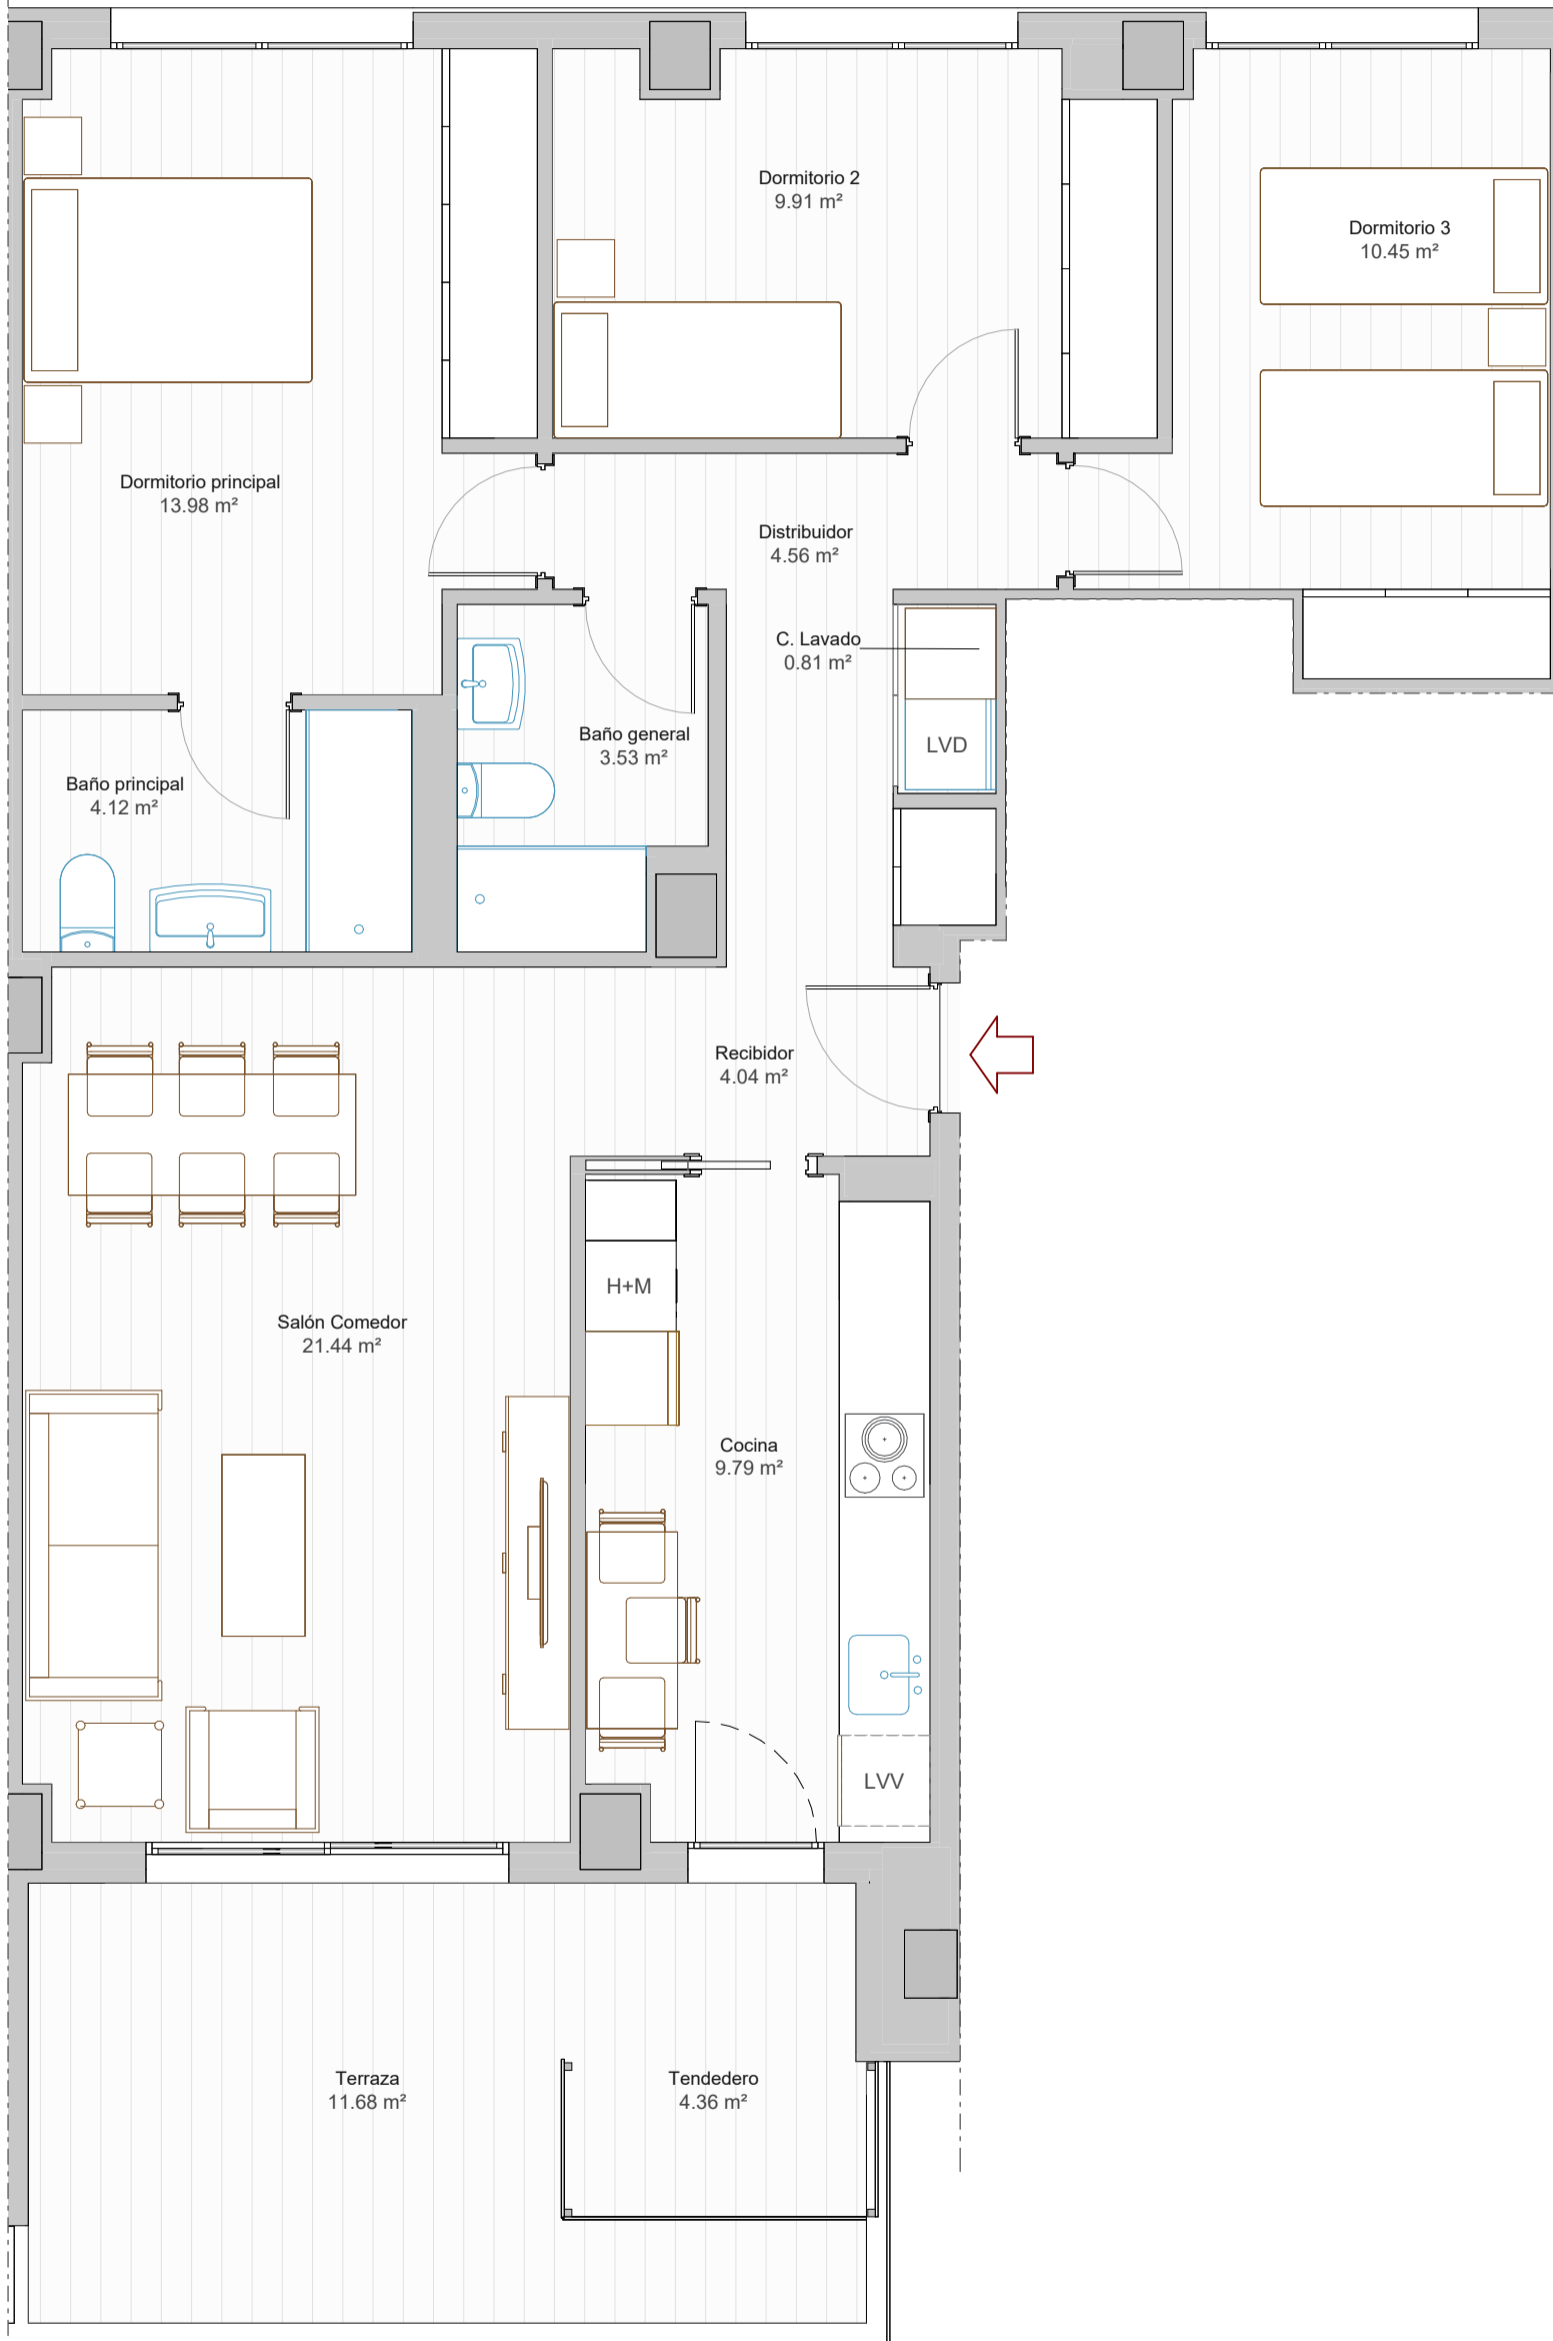 Dormitorio 2
9.91 m²
Dormitorio 3
10.45 m²
Dormitorio principal
13.98 m²
Distribuidor
4.56 m²
C. Lavado
0.81 m²
LVD
Baño general
3.53 m²
Baño principal
4.12 m²
Recibidor
4.04 m²
H+M
Salón Comedor
21.44 m²
Cocina
9.79 m²
LVV
Terraza
11.68 m²
Tendedero
4.36 m²